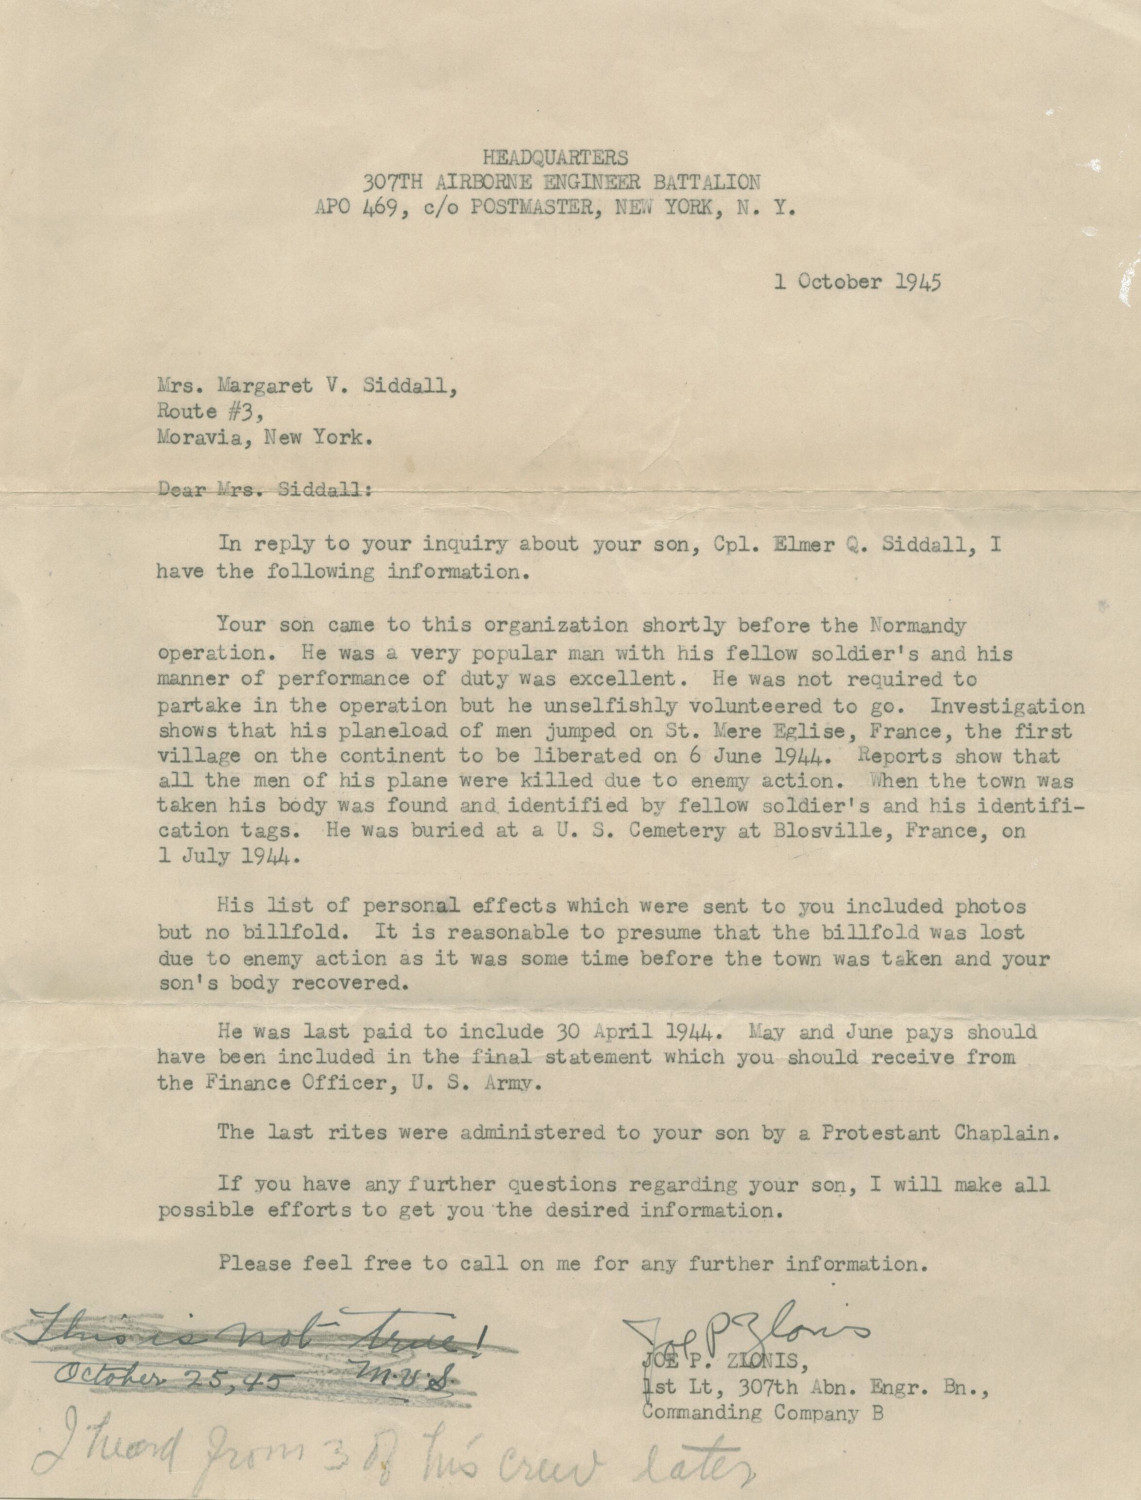 HEADQUARTERS
307TH AIRBORNE ENGINEER BATTALION
APO 469, c/o POSTMASTER, NEW YORK, N. Y.
1 October 1945
Mrs. Margaret V. Siddall,
Route #3,
Moravia, New York.
Dear Mrs. Siddall:
In reply to your inquiry about your son, Cpl. Elmer Q. Siddall, I
have the following information.
Your son came to this organization shortly before the Normandy
operation. He was a very popular man with his fellow soldier's and his
manner of performance of duty was excellent. He was not required to
partake in the operation but he unselfishly volunteered to go. Investigation
shows that his planeload of men jumped on St. Mere Eglise, France, the first
village on the continent to be liberated on 6 June 1944. Reports show that
all the men of his plane were killed due to enemy action. When the town was
taken his body was found and identified by fellow soldier's and his identifi-
cation tags. He was buried at a U. S. Cemetery at Blosville, France, on
1 July 1944.
His list of personal effects which were sent to you included photos
but no billfold. It is reasonable to presume that the billfold was lost
due to enemy action as it was some time before the town was taken and your
son's body recovered.
He was last paid to include 30 April 1944. May and June pays should
have been included in the final statement which you should receive from
the Finance Officer, U. S. Army.
The last rites were administered to your son by a Protestant Chaplain.
If you have any further questions regarding your son, I will make all
possible efforts to get you the desired information.
Please feel free to call on me for any further information.
Joe P Zionis
JOE P. ZIONIS,
1st Lt, 307th Abn. Engr. Bn.,
Commanding Company B
This is not true!
October 25, 45 M.V.S.
I heard from 3 of his crew later